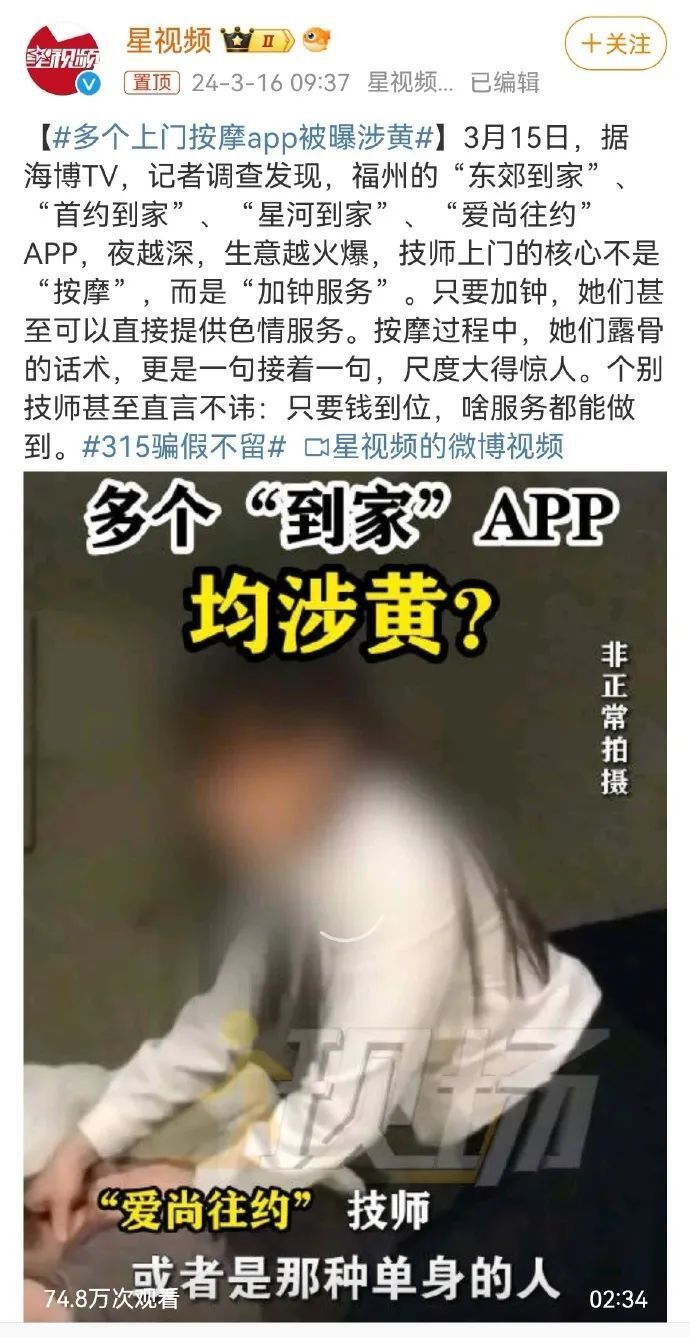 星视频
星视频 II
+关注
置顶 24-3-16 09:37 星视频... 已编辑
【#多个上门按摩app被曝涉黄#】3月15日，据
海博TV，记者调查发现，福州的“东郊到家”、
“首约到家”、“星河到家”、“爱尚往约”
APP，夜越深，生意越火爆，技师上门的核心不是
“按摩”，而是“加钟服务”。只要加钟，她们甚
至可以直接提供色情服务。按摩过程中，她们露骨
的话术，更是一句接着一句，尺度大得惊人。个别
技师甚至直言不讳：只要钱到位，啥服务都能做
到。#315骗假不留# 星视频的微博视频
多个“到家”APP
均涉黄？
非正常拍摄
现场
“爱尚往约” 技师
或者是那种单身的人
74.8万次观看
02:34